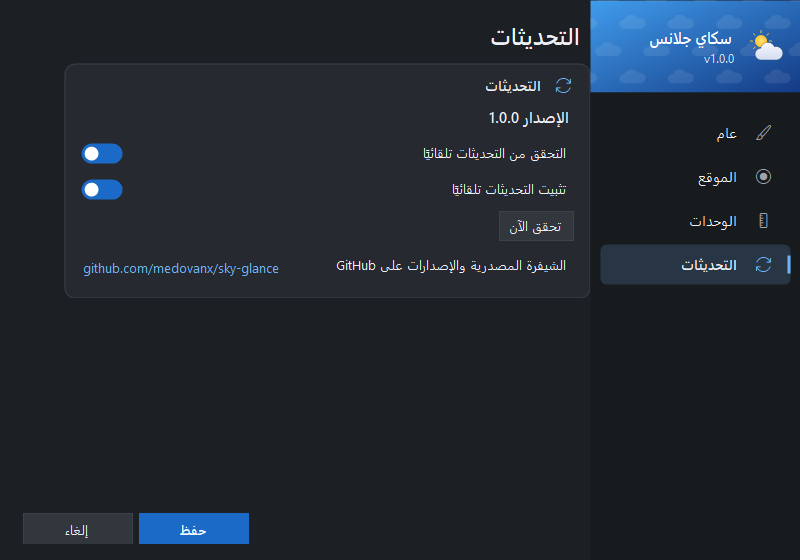 سكاي جلانس
v1.0.0
عام
الموقع
الوحدات
التحديثات
التحديثات
التحديثات
الإصدار 1.0.0
التحقق من التحديثات تلقائيًا
تثبيت التحديثات تلقائيًا
تحقق الآن
الشيفرة المصدرية والإصدارات على GitHub
github.com/medovanx/sky-glance
حفظ
إلغاء